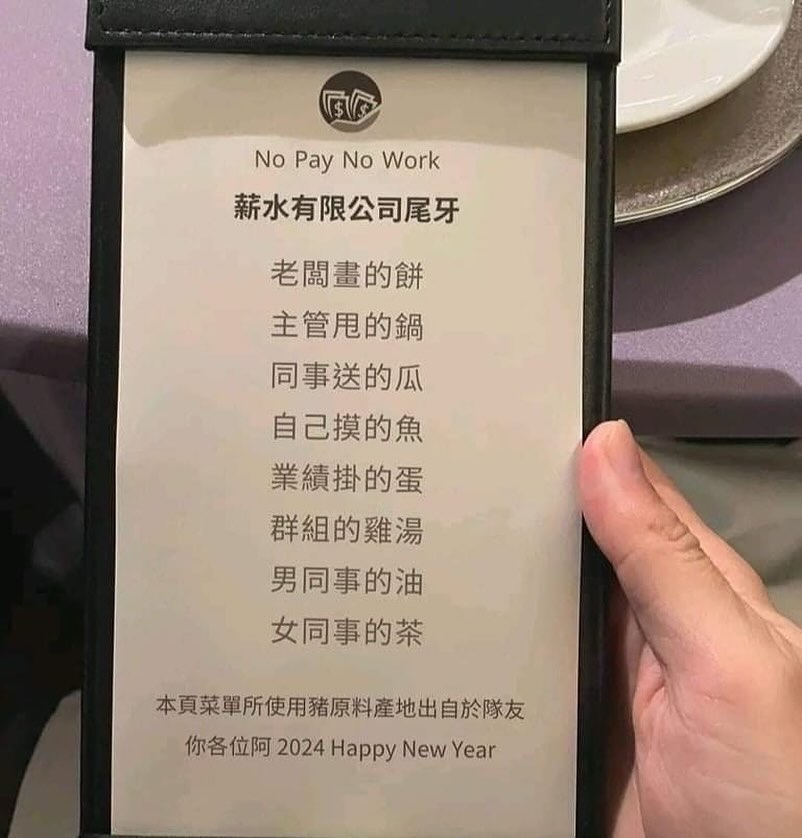 No Pay No Work
薪水有限公司尾牙
老闆畫的餅
主管甩的鍋
同事送的瓜
自己摸的魚
業績掛的蛋
群組的雞湯
男同事的油
女同事的茶
本頁菜單所使用豬原料產地出自於隊友
你各位阿 2024 Happy New Year